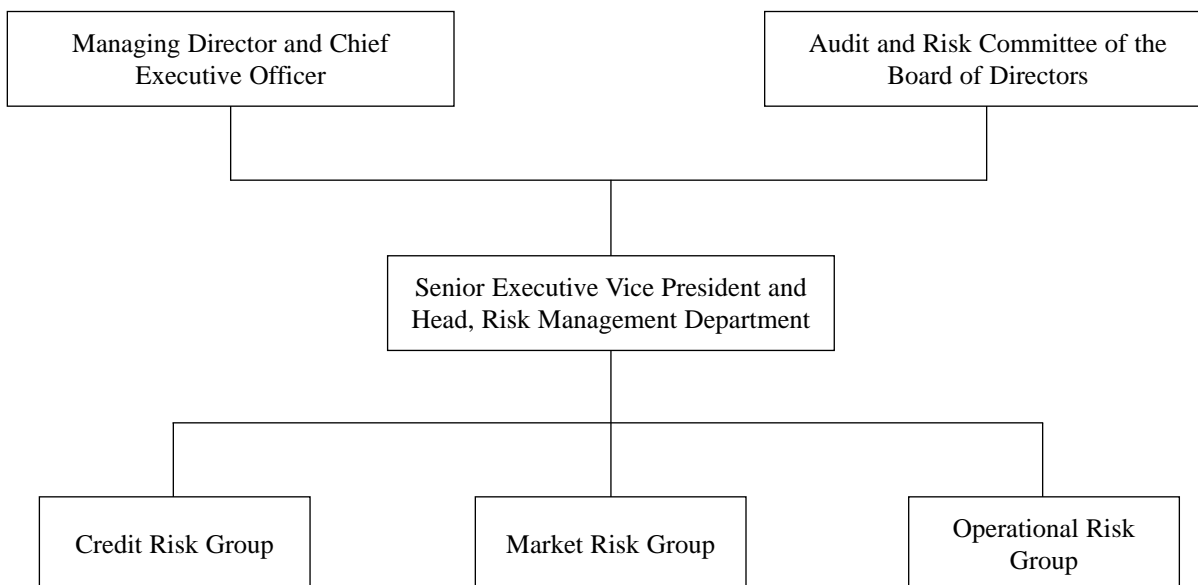 Managing Director and Chief
Executive Officer
Audit and Risk Committee of the
Board of Directors
Senior Executive Vice President and
Head, Risk Management Department
Credit Risk Group
Market Risk Group
Operational Risk
Group